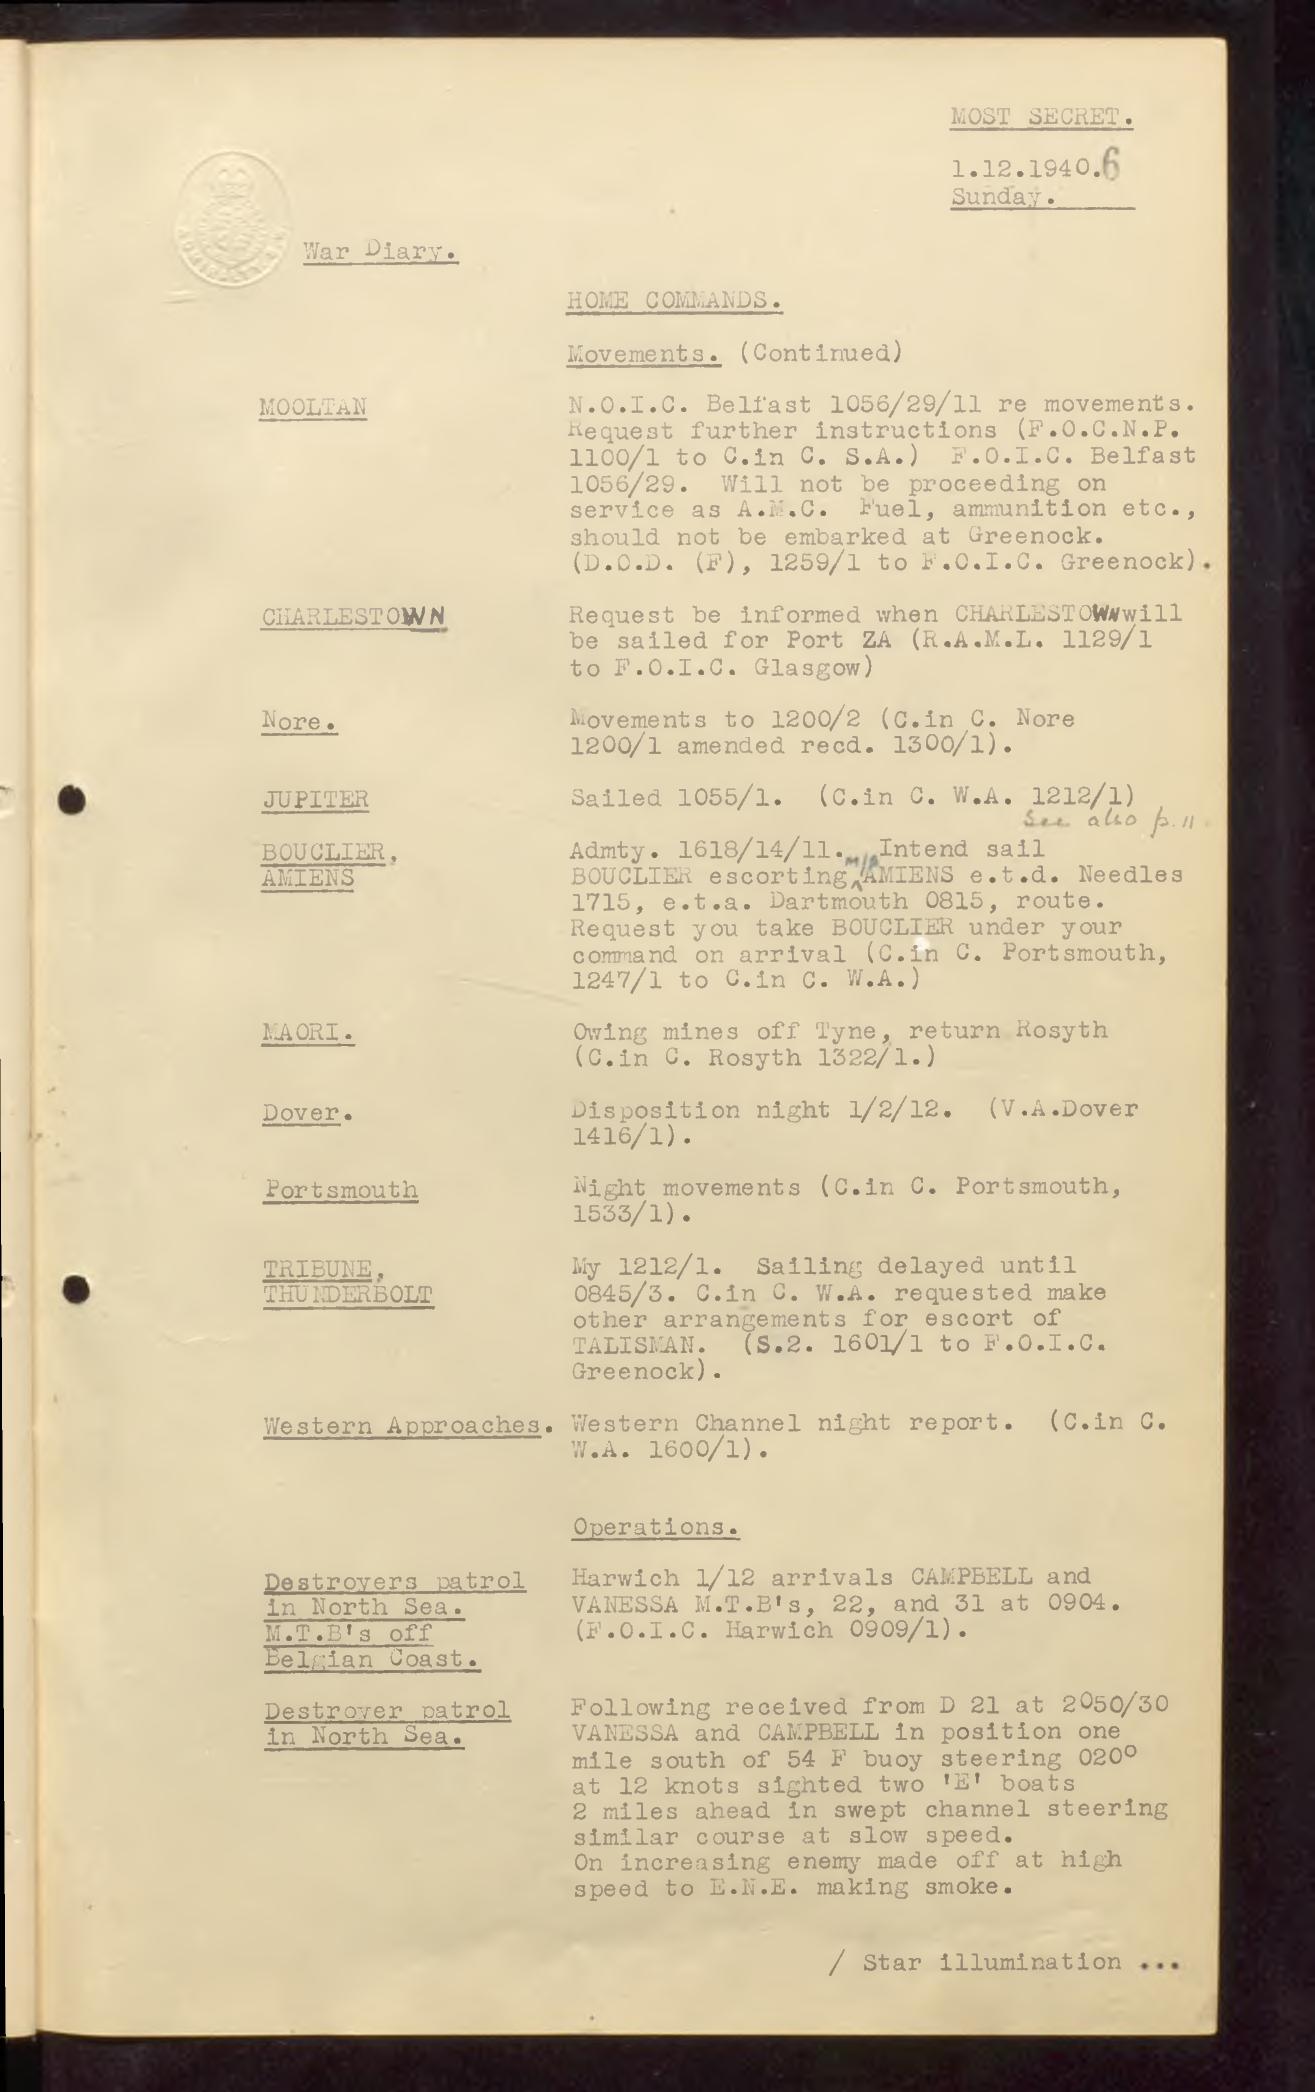 MOST SECRET.
1.12.1940. 6
Sunday.
War Diary.
HOME COMMANDS.
Movements. (Continued)
MOOLTAN
N.O.I.C. Belfast 1056/29/11 re movements.
Request further instructions (F.O.C.N.P.
1100/1 to C.in C. S.A.) F.O.I.C. Belfast
1056/29. Will not be proceeding on
service as A.M.C. Fuel, ammunition etc.,
should not be embarked at Greenock.
(D.O.D. (F), 1259/1 to F.O.I.C. Greenock).
CHARLESTOWN
Request be informed when CHARLESTOWN will
be sailed for Port ZA (R.A.M.L. 1129/1
to F.O.I.C. Glasgow)
Nore.
Movements to 1200/2 (C.in C. Nore
1200/1 amended recd. 1300/1).
JUPITER
Sailed 1055/1. (C.in C. W.A. 1212/1)
See also p.11
BOUCLIER,
AMIENS
Admty. 1618/14/11. Intend sail
BOUCLIER escorting M/S AMIENS e.t.d. Needles
1715, e.t.a. Dartmouth 0815, route.
Request you take BOUCLIER under your
command on arrival (C.in C. Portsmouth,
1247/1 to C.in C. W.A.)
MAORI.
Owing mines off Tyne, return Rosyth
(C.in C. Rosyth 1322/1.)
Dover.
Disposition night 1/2/12. (V.A.Dover
1416/1).
Portsmouth
Night movements (C.in C. Portsmouth,
1533/1).
TRIBUNE,
THUNDERBOLT
My 1212/1. Sailing delayed until
0845/3. C.in C. W.A. requested make
other arrangements for escort of
TALISMAN. (S.2. 1601/1 to F.O.I.C.
Greenock).
Western Approaches.
Western Channel night report. (C.in C.
W.A. 1600/1).
Operations.
Destroyers patrol
in North Sea.
M.T.B's off
Belgian Coast.
Harwich 1/12 arrivals CAMPBELL and
VANESSA M.T.B's, 22, and 31 at 0904.
(F.O.I.C. Harwich 0909/1).
Destroyer patrol
in North Sea.
Following received from D 21 at 2050/30
VANESSA and CAMPBELL in position one
mile south of 54 F buoy steering 020°
at 12 knots sighted two 'E' boats
2 miles ahead in swept channel steering
similar course at slow speed.
On increasing enemy made off at high
speed to E.N.E. making smoke.
/ Star illumination ...